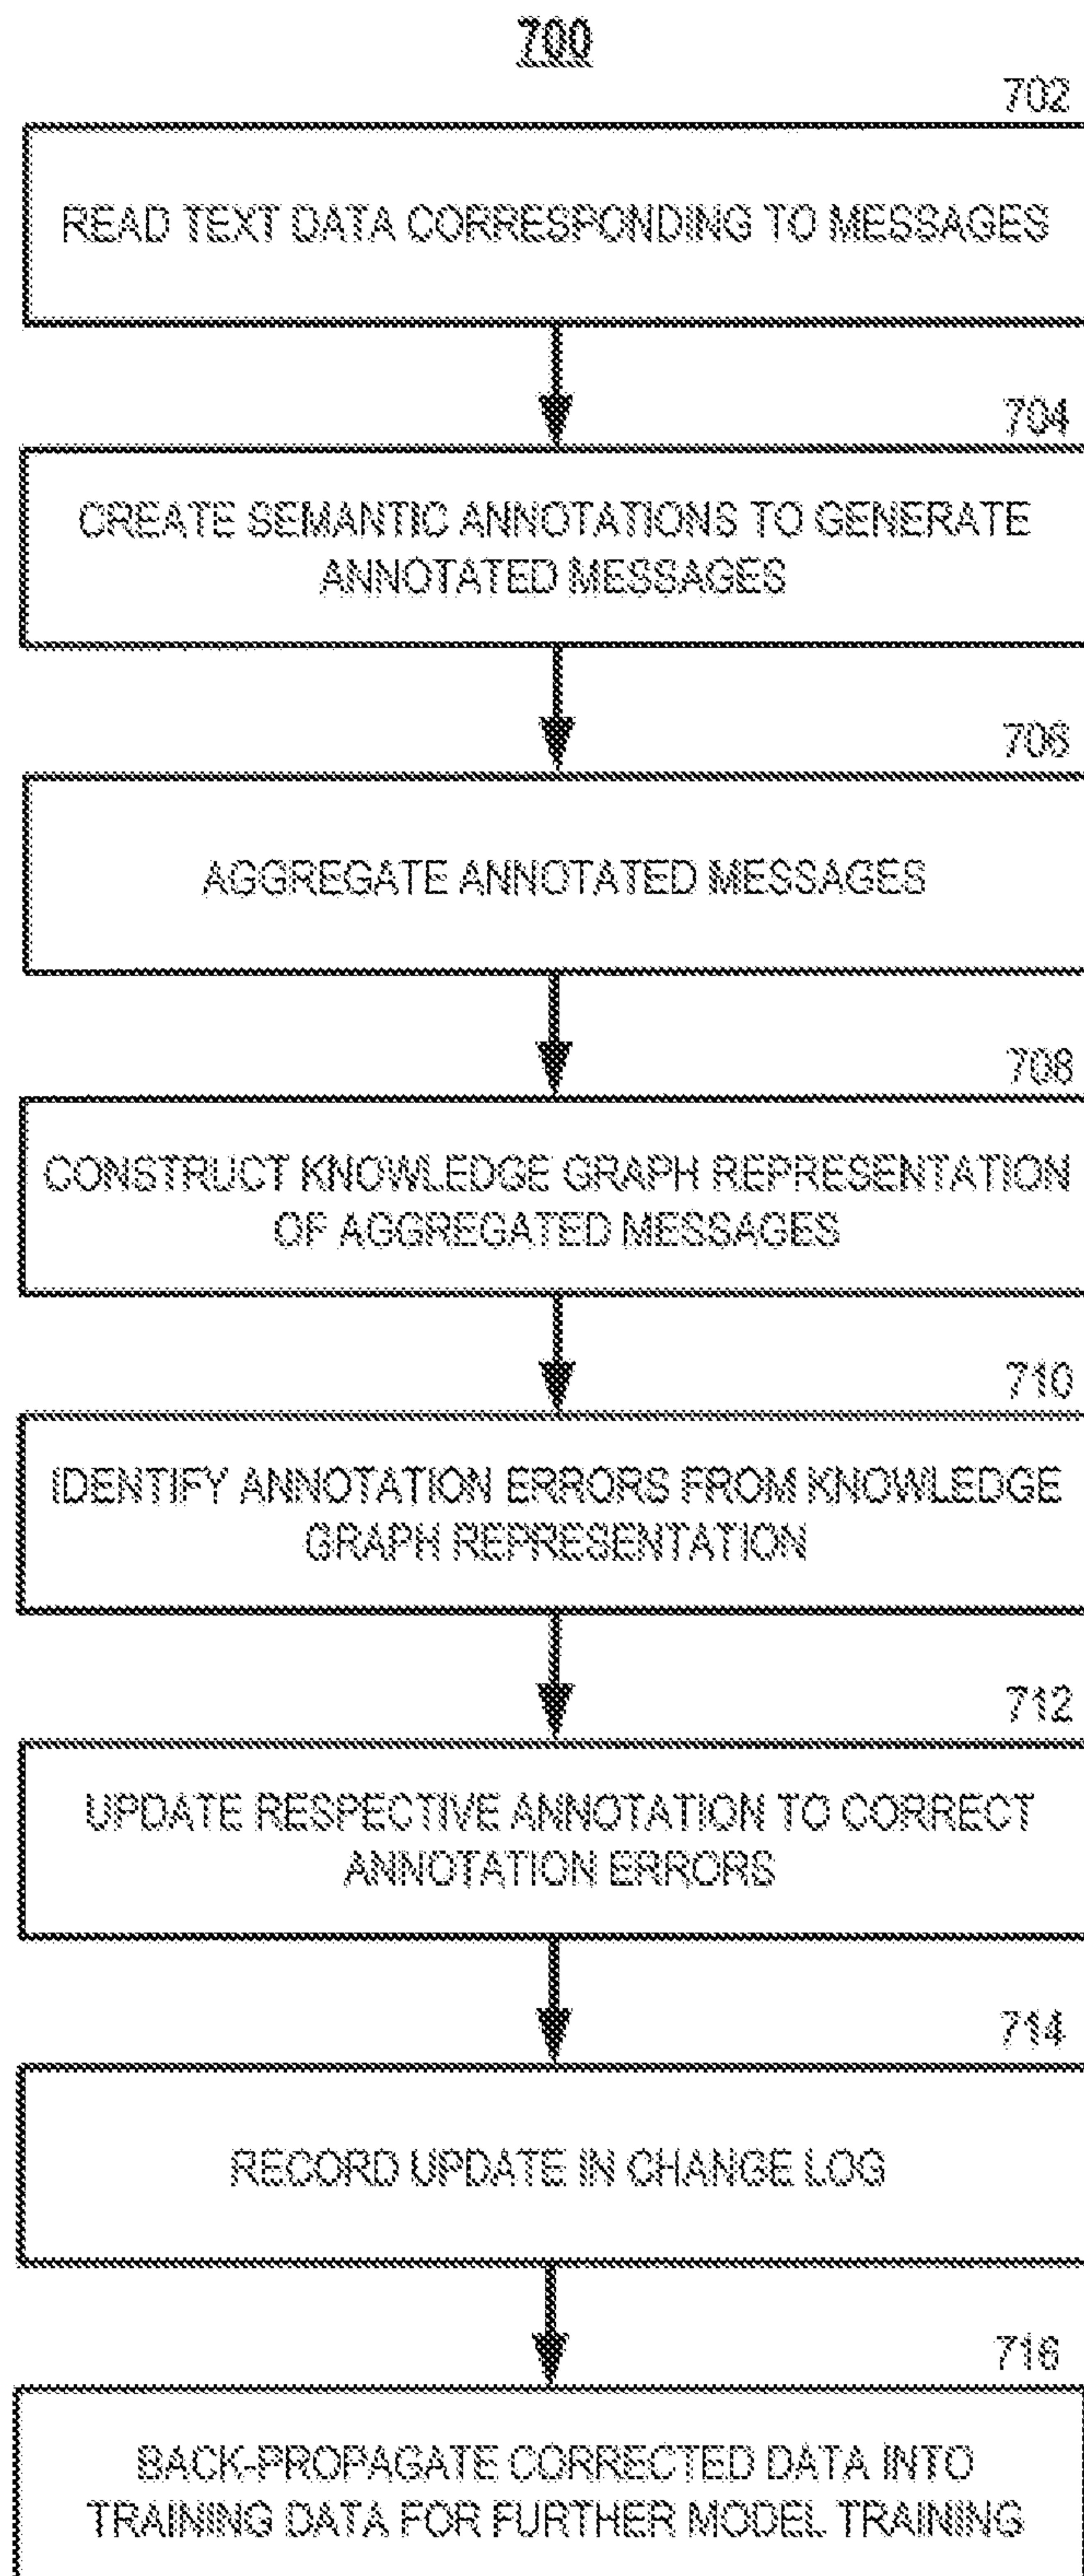 700
702
READ TEXT DATA CORRESPONDING TO MESSAGES
704
CREATE SEMANTIC ANNOTATIONS TO GENERATE
ANNOTATED MESSAGES
706
AGGREGATE ANNOTATED MESSAGES
708
CONSTRUCT KNOWLEDGE GRAPH REPRESENTATION
OF AGGREGATED MESSAGES
710
IDENTIFY ANNOTATION ERRORS FROM KNOWLEDGE
GRAPH REPRESENTATION
712
UPDATE RESPECTIVE ANNOTATION TO CORRECT
ANNOTATION ERRORS
714
RECORD UPDATE IN CHANGE LOG
716
BACK-PROPAGATE CORRECTED DATA INTO
TRAINING DATA FOR FURTHER MODEL TRAINING